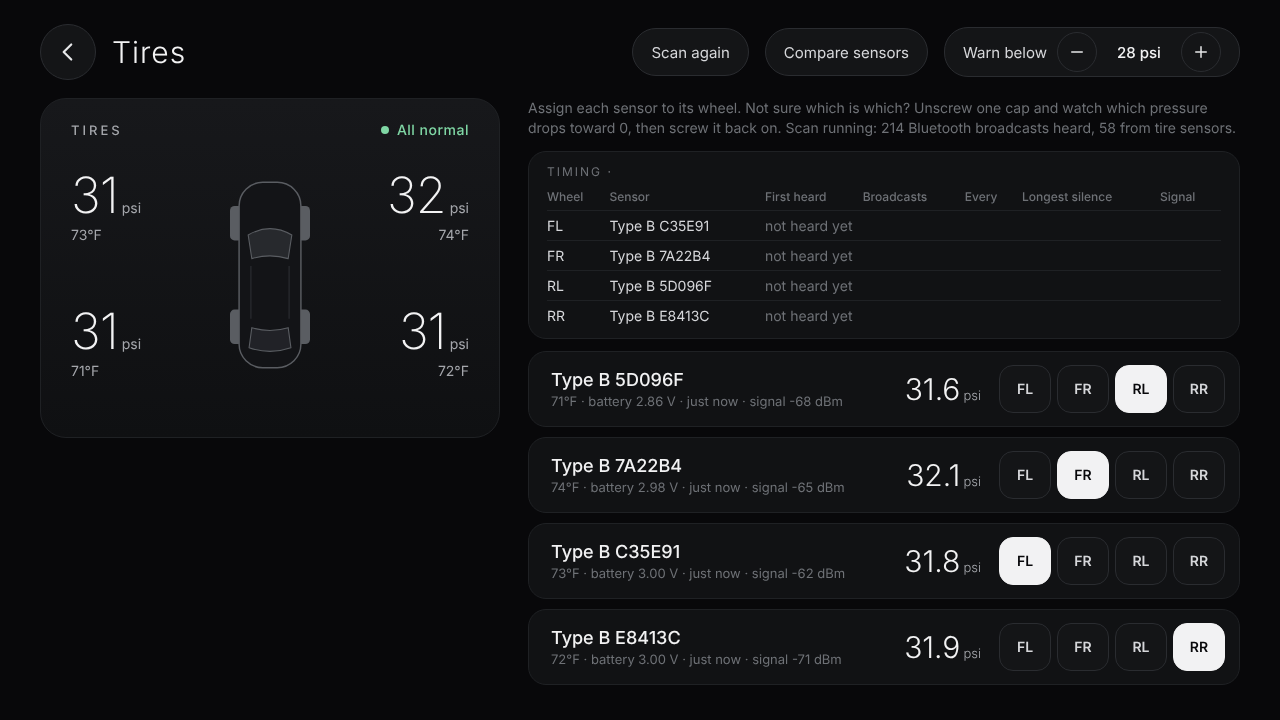 Tires
Scan again
Compare sensors
Warn below − 28 psi +
TIRES
All normal
31 psi
73°F
32 psi
74°F
31 psi
71°F
31 psi
72°F
Assign each sensor to its wheel. Not sure which is which? Unscrew one cap and watch which pressure
drops toward 0, then screw it back on. Scan running: 214 Bluetooth broadcasts heard, 58 from tire sensors.
TIMING ·
Wheel Sensor First heard Broadcasts Every Longest silence Signal
FL Type B C35E91 not heard yet
FR Type B 7A22B4 not heard yet
RL Type B 5D096F not heard yet
RR Type B E8413C not heard yet
Type B 5D096F
71°F · battery 2.86 V · just now · signal -68 dBm
31.6 psi
FL FR RL RR
Type B 7A22B4
74°F · battery 2.98 V · just now · signal -65 dBm
32.1 psi
FL FR RL RR
Type B C35E91
73°F · battery 3.00 V · just now · signal -62 dBm
31.8 psi
FL FR RL RR
Type B E8413C
72°F · battery 3.00 V · just now · signal -71 dBm
31.9 psi
FL FR RL RR